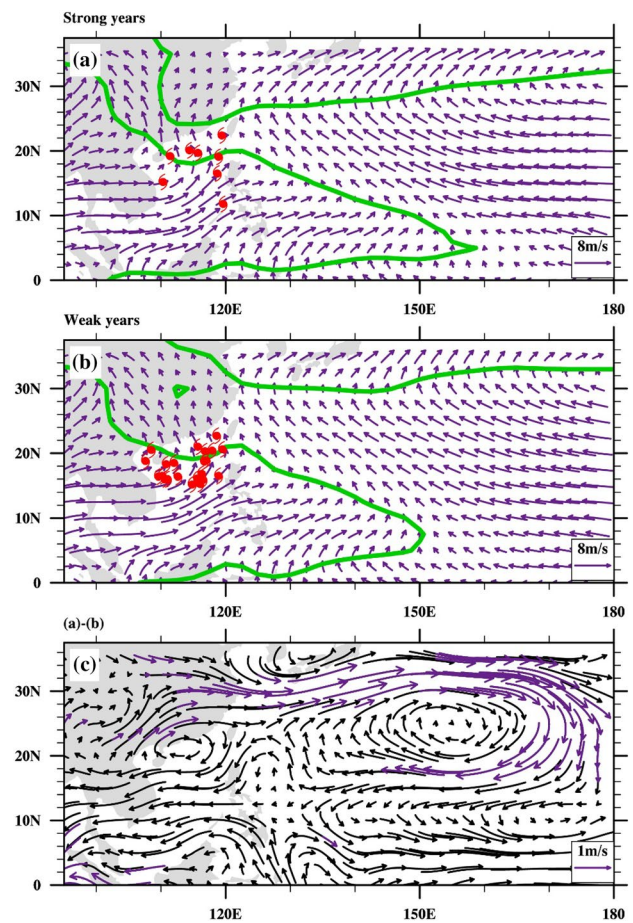 Strong years
(a)
30N
20N
10N
0
8m/s
120E 150E 180
Weak years
(b)
30N
20N
10N
0
8m/s
120E 150E 180
(a)-(b)
(c)
30N
20N
10N
0
1m/s
120E 150E 180